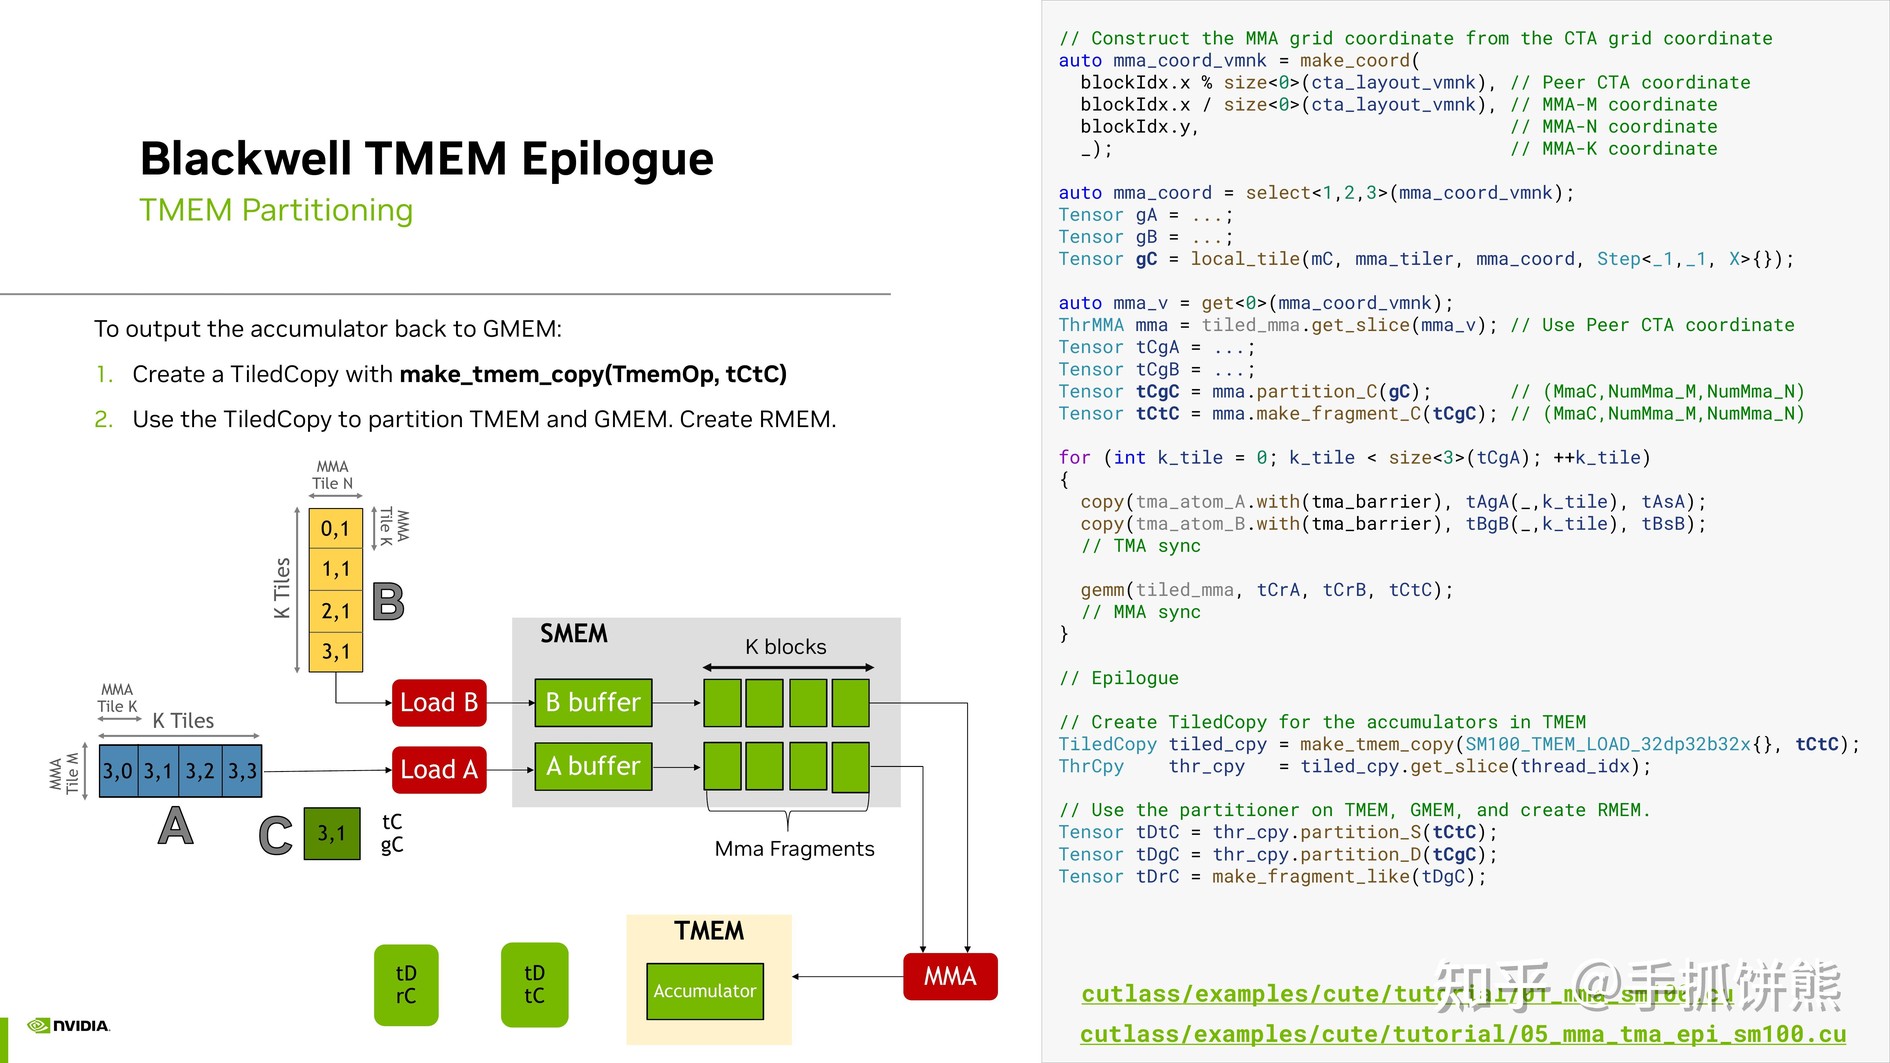 Blackwell TMEM Epilogue
TMEM Partitioning
To output the accumulator back to GMEM:
1. Create a TiledCopy with make_tmem_copy(TmemOp, tCtC)
2. Use the TiledCopy to partition TMEM and GMEM. Create RMEM.
MMA
Tile N
0,1
1,1
2,1
3,1
MMA
Tile K
K Tiles
B
MMA
Tile K
K Tiles
MMA
Tile M
3,0 3,1 3,2 3,3
A
C
3,1
tC
gC
Load B
Load A
SMEM
B buffer
A buffer
K blocks
Mma Fragments
tD
rC
tD
tC
TMEM
Accumulator
MMA
NVIDIA.
// Construct the MMA grid coordinate from the CTA grid coordinate
auto mma_coord_vmnk = make_coord(
  blockIdx.x % size<0>(cta_layout_vmnk), // Peer CTA coordinate
  blockIdx.x / size<0>(cta_layout_vmnk), // MMA-M coordinate
  blockIdx.y,                            // MMA-N coordinate
  _);                                    // MMA-K coordinate
auto mma_coord = select<1,2,3>(mma_coord_vmnk);
Tensor gA = ...;
Tensor gB = ...;
Tensor gC = local_tile(mC, mma_tiler, mma_coord, Step<_1,_1, X>{});
auto mma_v = get<0>(mma_coord_vmnk);
ThrMMA mma = tiled_mma.get_slice(mma_v); // Use Peer CTA coordinate
Tensor tCgA = ...;
Tensor tCgB = ...;
Tensor tCgC = mma.partition_C(gC);       // (MmaC,NumMma_M,NumMma_N)
Tensor tCtC = mma.make_fragment_C(tCgC); // (MmaC,NumMma_M,NumMma_N)
for (int k_tile = 0; k_tile < size<3>(tCgA); ++k_tile)
{
  copy(tma_atom_A.with(tma_barrier), tAgA(_,k_tile), tAsA);
  copy(tma_atom_B.with(tma_barrier), tBgB(_,k_tile), tBsB);
  // TMA sync
  gemm(tiled_mma, tCrA, tCrB, tCtC);
  // MMA sync
}
// Epilogue
// Create TiledCopy for the accumulators in TMEM
TiledCopy tiled_cpy = make_tmem_copy(SM100_TMEM_LOAD_32dp32b32x{}, tCtC);
ThrCpy    thr_cpy   = tiled_cpy.get_slice(thread_idx);
// Use the partitioner on TMEM, GMEM, and create RMEM.
Tensor tDtC = thr_cpy.partition_S(tCtC);
Tensor tDgC = thr_cpy.partition_D(tCgC);
Tensor tDrC = make_fragment_like(tDgC);
cutlass/examples/cute/tutorial/01_mma_sm100.cu
cutlass/examples/cute/tutorial/05_mma_tma_epi_sm100.cu
知乎 @手抓饼熊